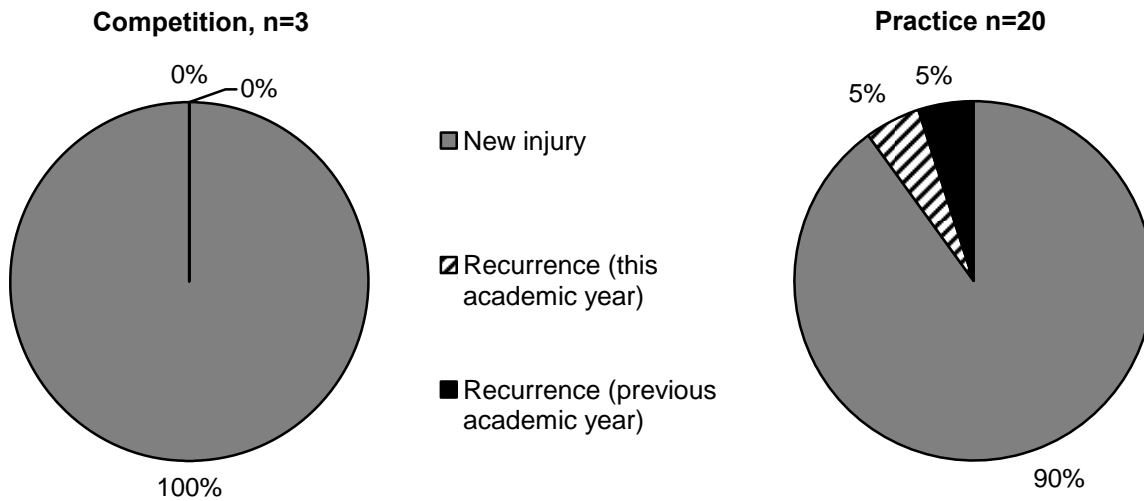 Competition, n=3
0%
0%
100%
New injury
Recurrence (this
academic year)
Recurrence (previous
academic year)
Practice n=20
5%
5%
90%